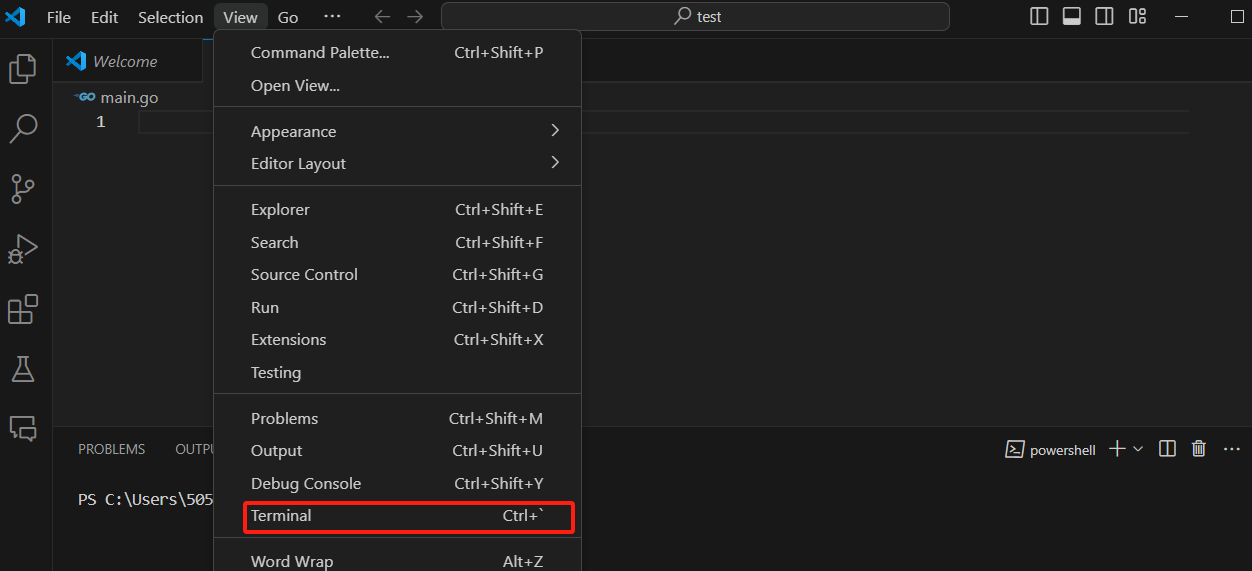 File Edit Selection View Go ··· test
Welcome
main.go
1
Command Palette... Ctrl+Shift+P
Open View...
Appearance
Editor Layout
Explorer Ctrl+Shift+E
Search Ctrl+Shift+F
Source Control Ctrl+Shift+G
Run Ctrl+Shift+D
Extensions Ctrl+Shift+X
Testing
Problems Ctrl+Shift+M
Output Ctrl+Shift+U
Debug Console Ctrl+Shift+Y
Terminal Ctrl+`
Word Wrap Alt+Z
PROBLEMS OUTPU powershell ···
PS C:\Users\505